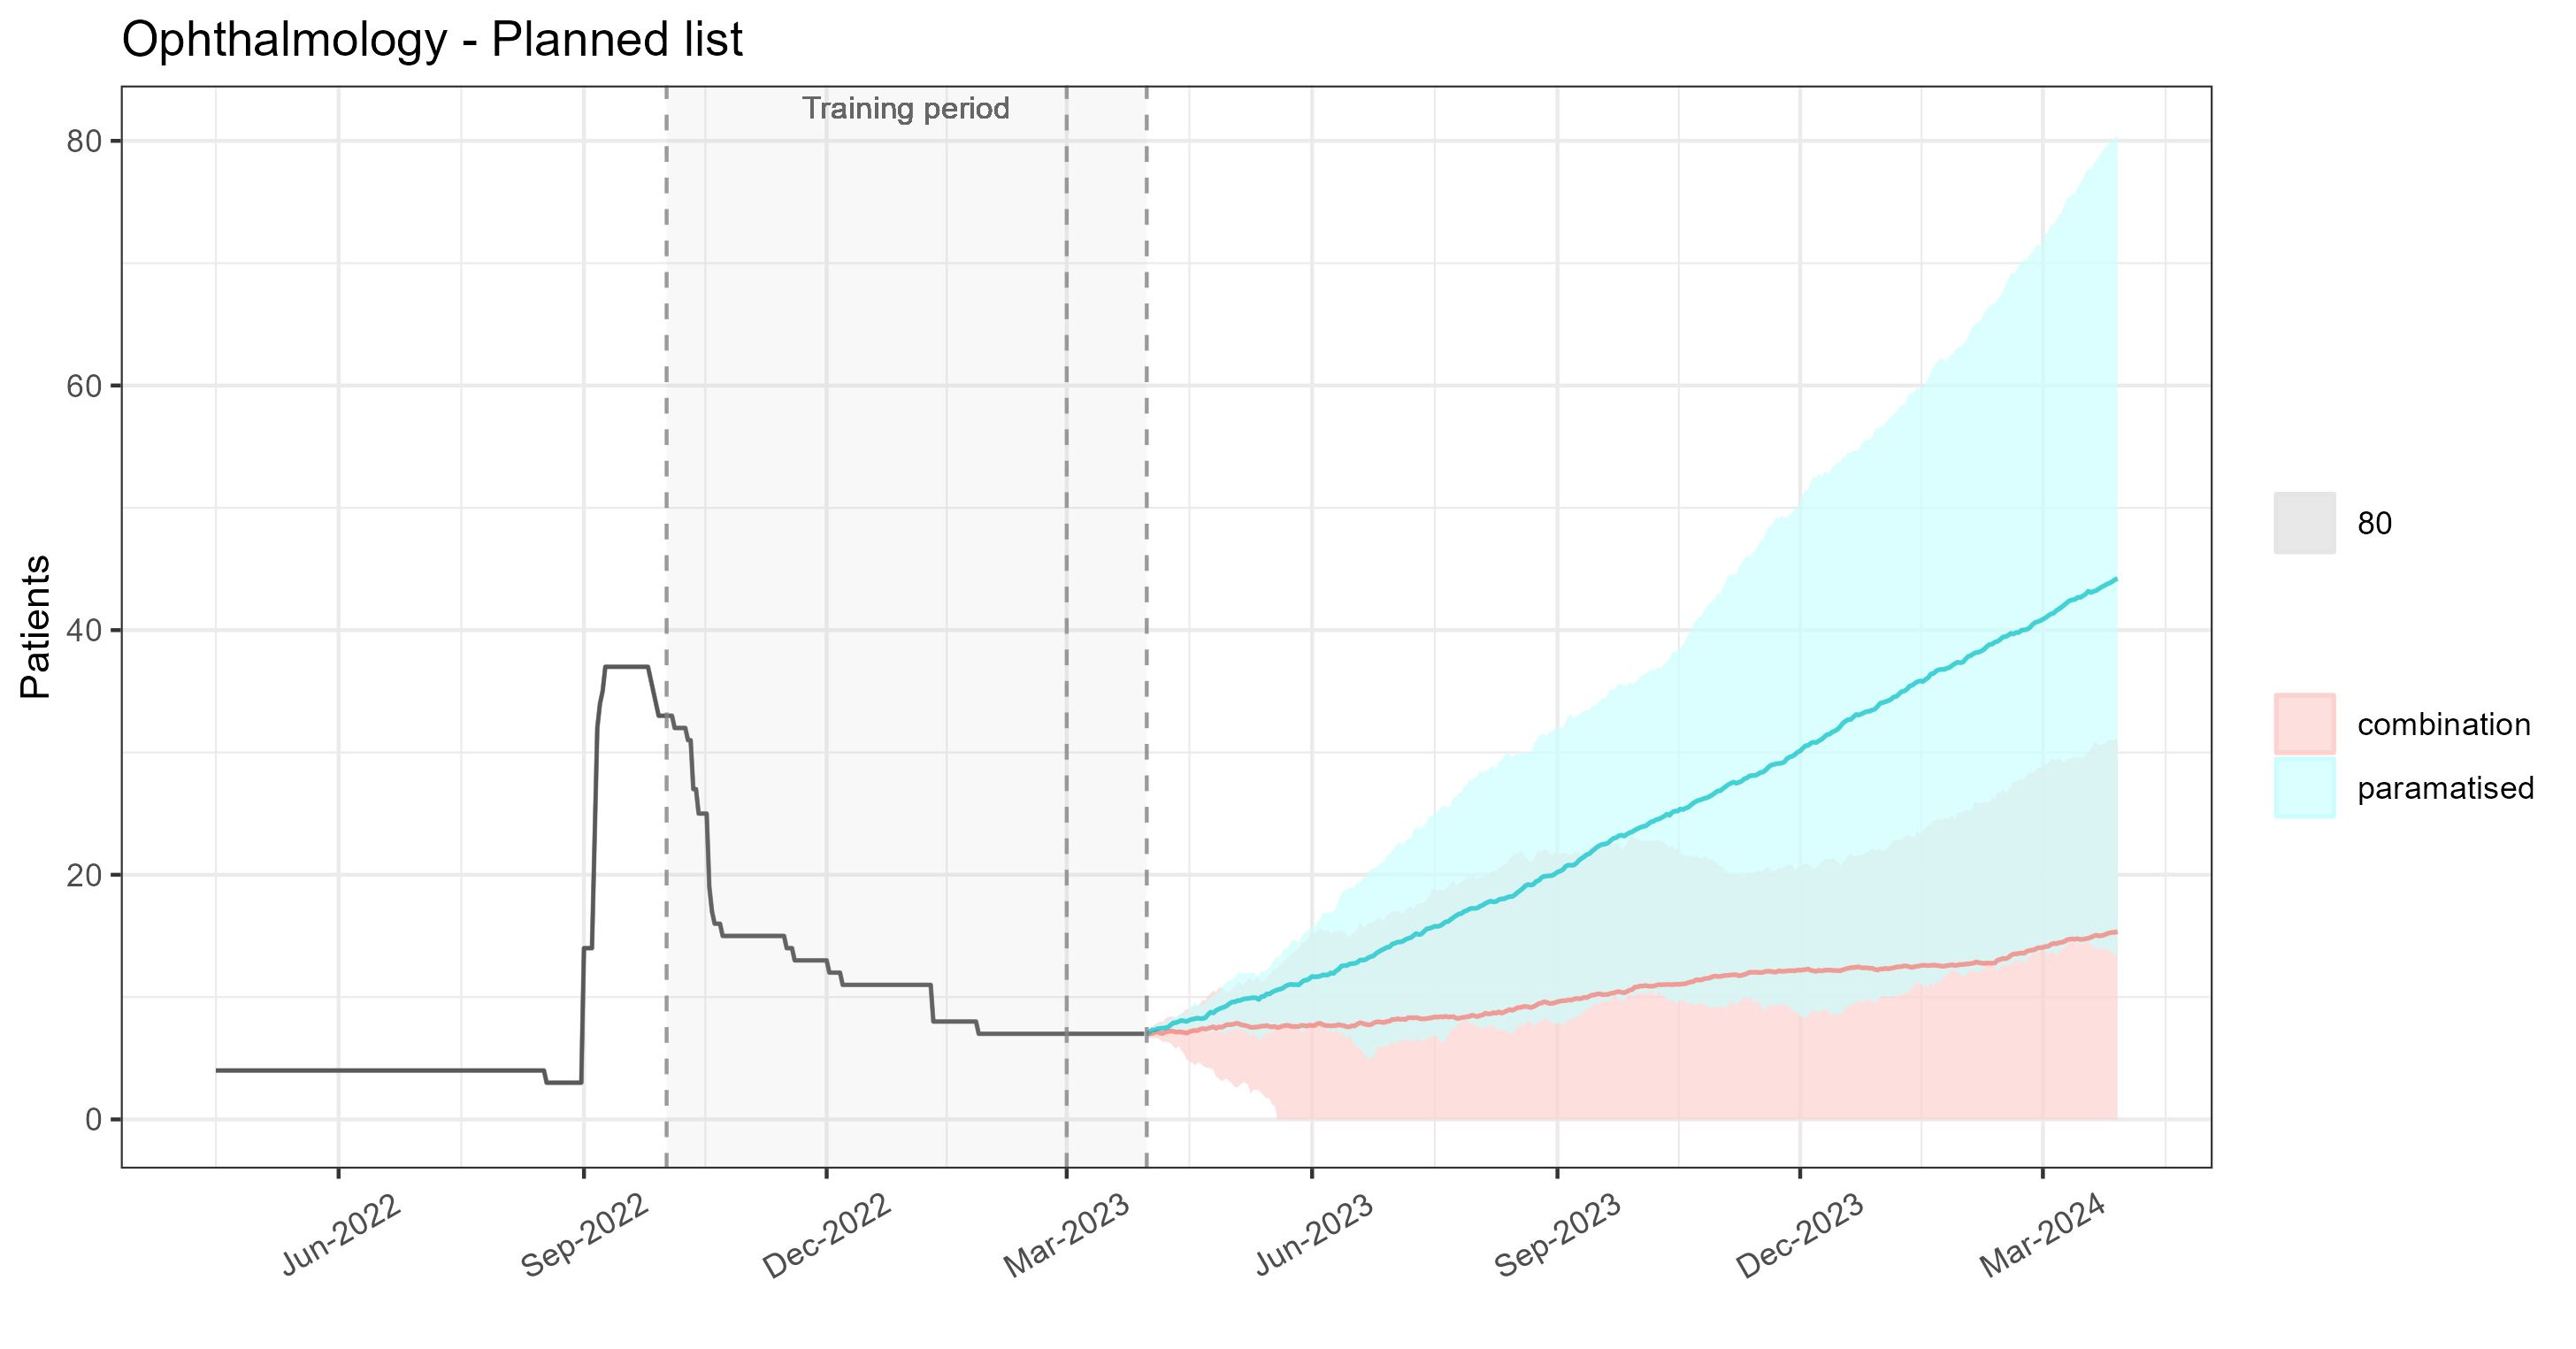 Ophthalmology - Planned list
Training period
Patients
80
60
40
20
0
Jun-2022
Sep-2022
Dec-2022
Mar-2023
Jun-2023
Sep-2023
Dec-2023
Mar-2024
80
combination
paramatised